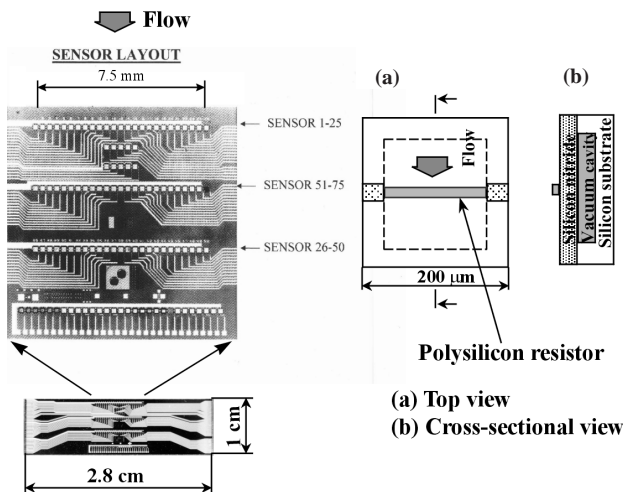 Flow
SENSOR LAYOUT
7.5 mm
SENSOR 1-25
SENSOR 51-75
SENSOR 26-50
1 cm
2.8 cm
(a)
(b)
Flow
200 μm
Polysilicon resistor
Silicon nitride
Vacuum cavity
Silicon substrate
(a) Top view
(b) Cross-sectional view